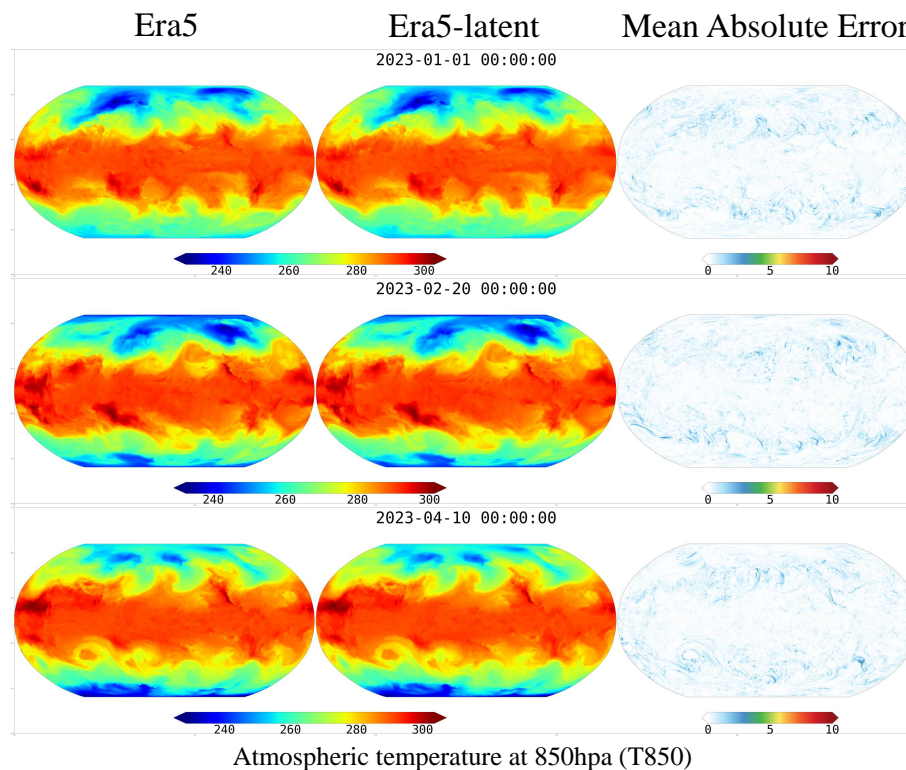 Era5 Era5-latent Mean Absolute Error
2023-01-01 00:00:00
240 260 280 300 0 5 10
2023-02-20 00:00:00
240 260 280 300 0 5 10
2023-04-10 00:00:00
240 260 280 300 0 5 10
Atmospheric temperature at 850hpa (T850)